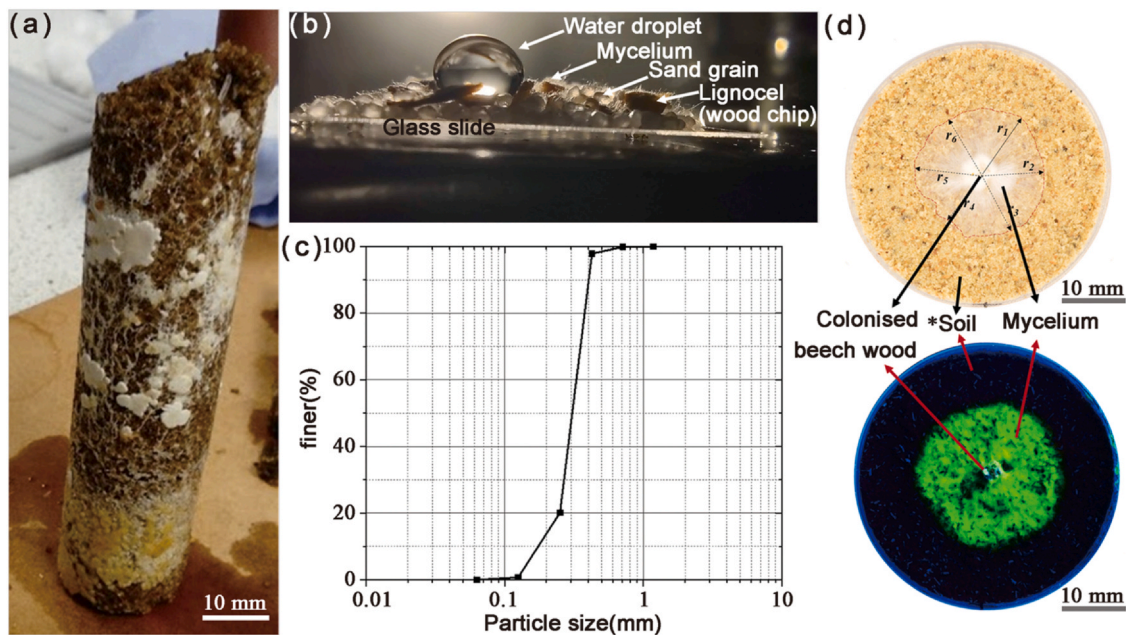 (a)
10 mm
(b)
Water droplet
Mycelium
Sand grain
Lignocel
(wood chip)
Glass slide
(c)
100
80
60
40
20
0
finer(%)
0.01
0.1
1
10
Particle size(mm)
(d)
r1
r2
r3
r4
r5
r6
10 mm
Colonised
beech wood
*Soil
Mycelium
10 mm